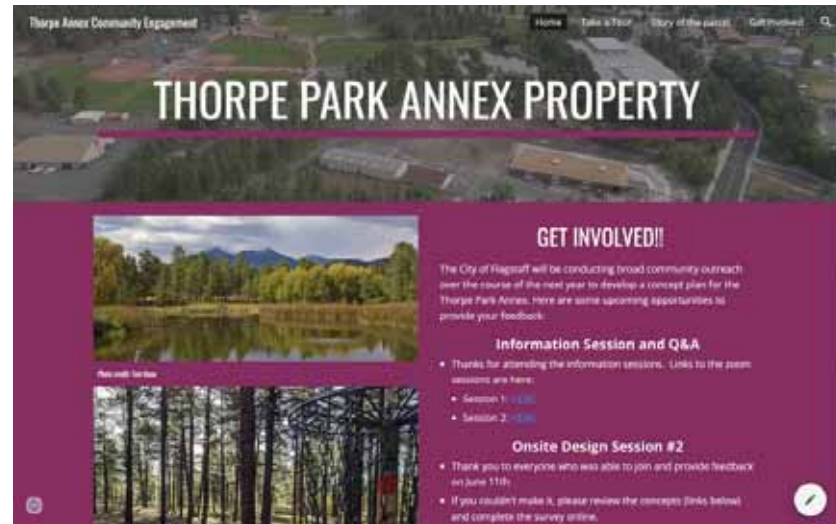 Thorpe Annex Community Engagement
Home Take a Tour Story of the parcel Get Involved
THORPE PARK ANNEX PROPERTY
GET INVOLVED!!
The City of Flagstaff will be conducting broad community outreach
over the course of the next year to develop a concept plan for the
Thorpe Park Annex. Here are some upcoming opportunities to
provide your feedback:
Photo credit:
Information Session and Q&A
Thanks for attending the information sessions. Links to the zoom
sessions are here:
Session 1:
Session 2:
Onsite Design Session #2
Thank you to everyone who was able to join and provide feedback
on June 11th
If you couldn't make it, please review the concepts (links below)
and complete the survey online.